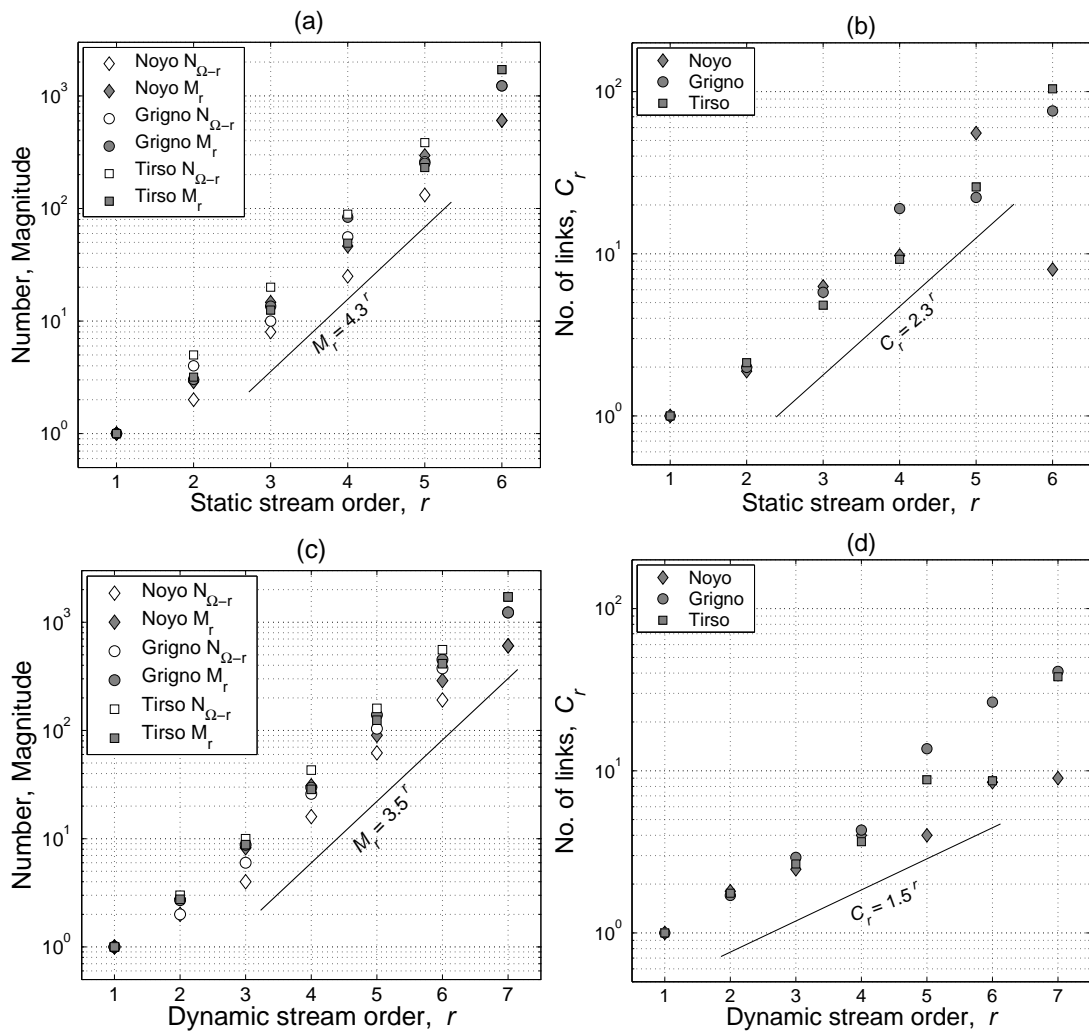 (a)
Noyo N_{Ω−r}
Noyo M_r
Grigno N_{Ω−r}
Grigno M_r
Tirso N_{Ω−r}
Tirso M_r
Number, Magnitude
10^3
10^2
10^1
10^0
M_r = 4.3^r
1 2 3 4 5 6
Static stream order, r
(b)
Noyo
Grigno
Tirso
No. of links, C_r
10^2
10^1
10^0
C_r = 2.3^r
1 2 3 4 5 6
Static stream order, r
(c)
Noyo N_{Ω−r}
Noyo M_r
Grigno N_{Ω−r}
Grigno M_r
Tirso N_{Ω−r}
Tirso M_r
Number, Magnitude
10^3
10^2
10^1
10^0
M_r = 3.5^r
1 2 3 4 5 6 7
Dynamic stream order, r
(d)
Noyo
Grigno
Tirso
No. of links, C_r
10^2
10^1
10^0
C_r = 1.5^r
1 2 3 4 5 6 7
Dynamic stream order, r